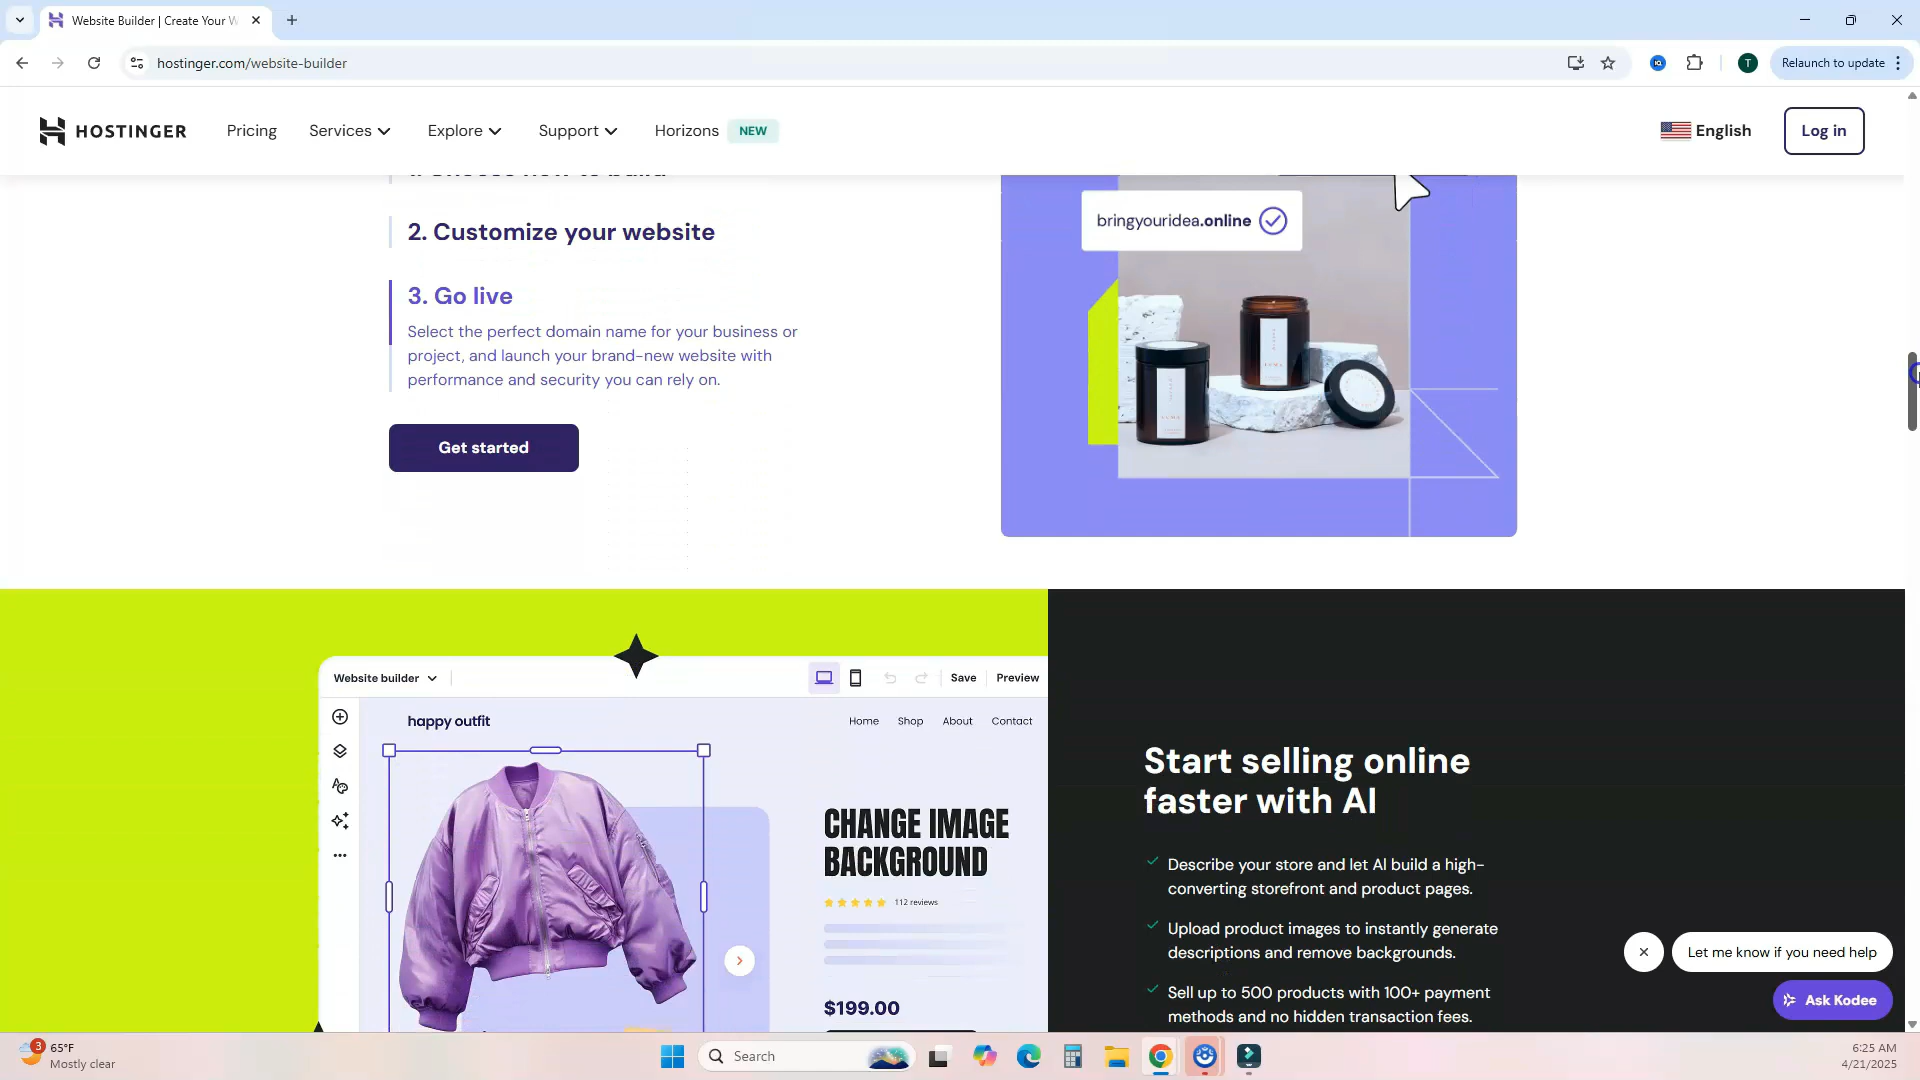 Website Builder | Create Your W
hostinger.com/website-builder
Relaunch to update
T
HOSTINGER
Pricing
Services
Explore
Support
Horizons
NEW
English
Log in
2. Customize your website
3. Go live
Select the perfect domain name for your business or
project, and launch your brand-new website with
performance and security you can rely on.
Get started
bringyouridea.online
Website builder
Save
Preview
happy outfit
Home
Shop
About
Contact
CHANGE IMAGE
BACKGROUND
112 reviews
$199.00
Start selling online
faster with AI
Describe your store and let AI build a high-
converting storefront and product pages.
Upload product images to instantly generate
descriptions and remove backgrounds.
Sell up to 500 products with 100+ payment
methods and no hidden transaction fees.
Let me know if you need help
Ask Kodee
3
65°F
Mostly clear
Search
6:25 AM
4/21/2025